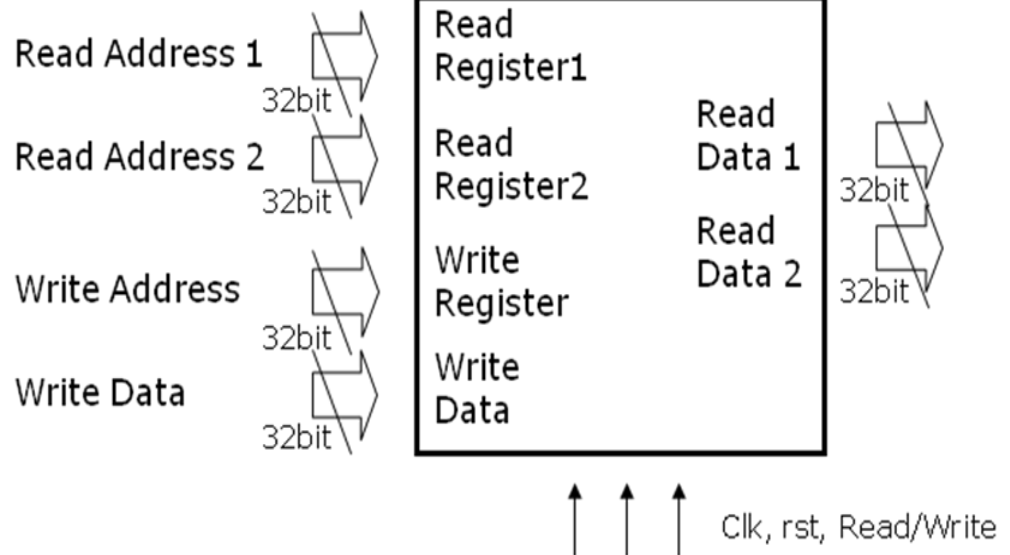 Read Address 1
32bit
Read Address 2
32bit
Write Address
32bit
Write Data
32bit
Read
Register1
Read
Register2
Write
Register
Write
Data
Read
Data 1
Read
Data 2
32bit
32bit
Clk, rst, Read/Write